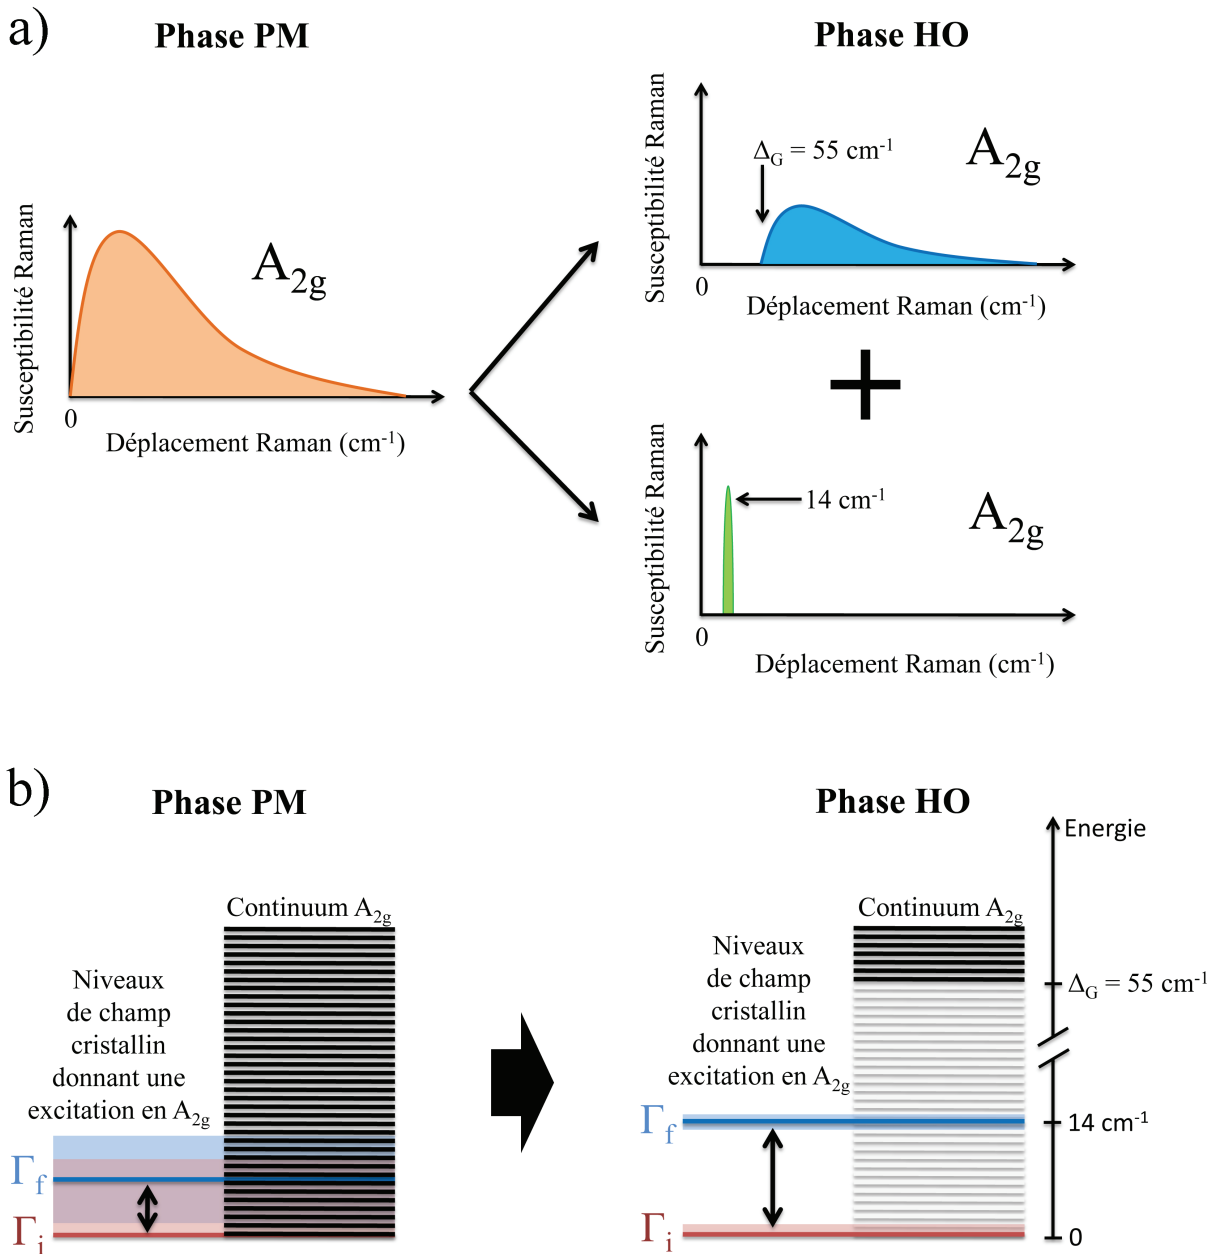 a)
Phase PM
Susceptibilité Raman
A2g
0
Déplacement Raman (cm-1)
Phase HO
Susceptibilité Raman
ΔG = 55 cm-1
A2g
0
Déplacement Raman (cm-1)
+
Susceptibilité Raman
14 cm-1
A2g
0
Déplacement Raman (cm-1)
b)
Phase PM
Continuum A2g
Niveaux
de champ
cristallin
donnant une
excitation en A2g
Γf
Γi
Phase HO
Energie
Continuum A2g
Niveaux
de champ
cristallin
donnant une
excitation en A2g
ΔG = 55 cm-1
Γf
14 cm-1
Γi
0